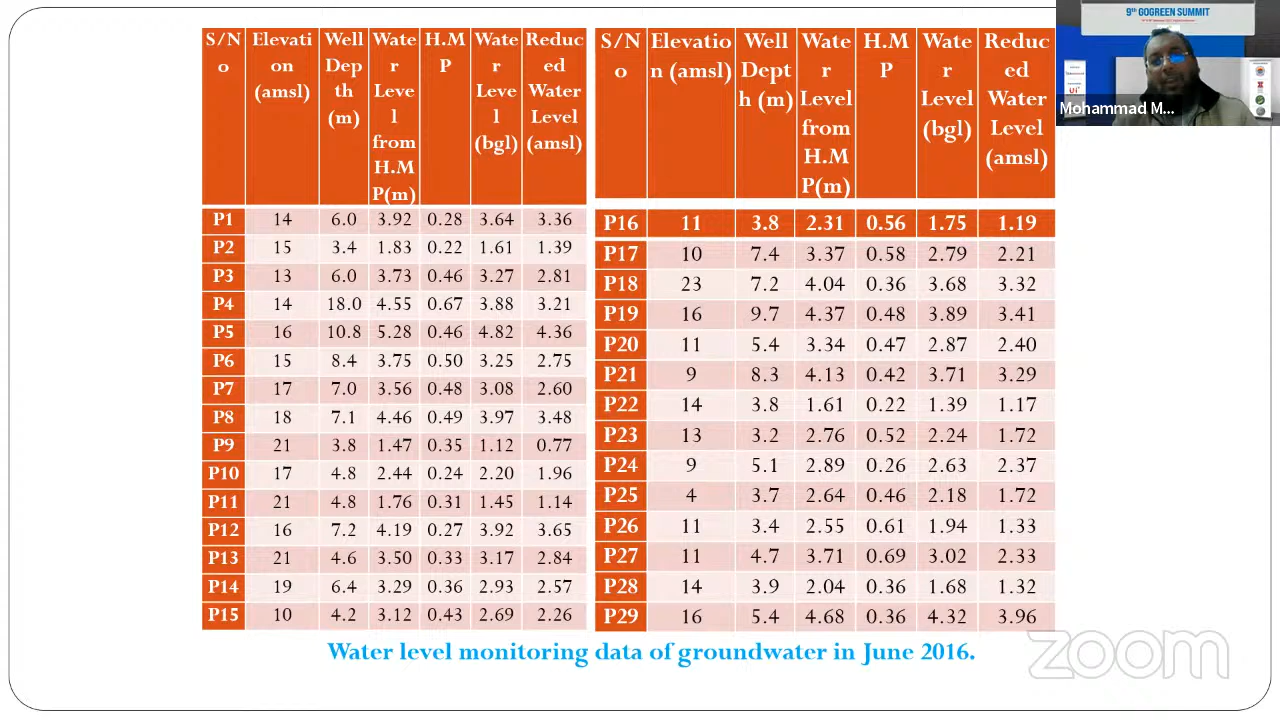 S/N o Elevati on (amsl) Well Dep th (m) Wate r Leve l from H.M P(m) H.M P Wate r Leve l (bgl) Reduc ed Water Level (amsl)
P1 14 6.0 3.92 0.28 3.64 3.36
P2 15 3.4 1.83 0.22 1.61 1.39
P3 13 6.0 3.73 0.46 3.27 2.81
P4 14 18.0 4.55 0.67 3.88 3.21
P5 16 10.8 5.28 0.46 4.82 4.36
P6 15 8.4 3.75 0.50 3.25 2.75
P7 17 7.0 3.56 0.48 3.08 2.60
P8 18 7.1 4.46 0.49 3.97 3.48
P9 21 3.8 1.47 0.35 1.12 0.77
P10 17 4.8 2.44 0.24 2.20 1.96
P11 21 4.8 1.76 0.31 1.45 1.14
P12 16 7.2 4.19 0.27 3.92 3.65
P13 21 4.6 3.50 0.33 3.17 2.84
P14 19 6.4 3.29 0.36 2.93 2.57
P15 10 4.2 3.12 0.43 2.69 2.26
S/N o Elevatio n (amsl) Well Dept h (m) Wate r Level from H.M P(m) H.M P Wate r Level (bgl) Reduc ed Water Level (amsl)
P16 11 3.8 2.31 0.56 1.75 1.19
P17 10 7.4 3.37 0.58 2.79 2.21
P18 23 7.2 4.04 0.36 3.68 3.32
P19 16 9.7 4.37 0.48 3.89 3.41
P20 11 5.4 3.34 0.47 2.87 2.40
P21 9 8.3 4.13 0.42 3.71 3.29
P22 14 3.8 1.61 0.22 1.39 1.17
P23 13 3.2 2.76 0.52 2.24 1.72
P24 9 5.1 2.89 0.26 2.63 2.37
P25 4 3.7 2.64 0.46 2.18 1.72
P26 11 3.4 2.55 0.61 1.94 1.33
P27 11 4.7 3.71 0.69 3.02 2.33
P28 14 3.9 2.04 0.36 1.68 1.32
P29 16 5.4 4.68 0.36 4.32 3.96
Water level monitoring data of groundwater in June 2016.
9th GOGREEN SUMMIT
Mohammad M...
zoom